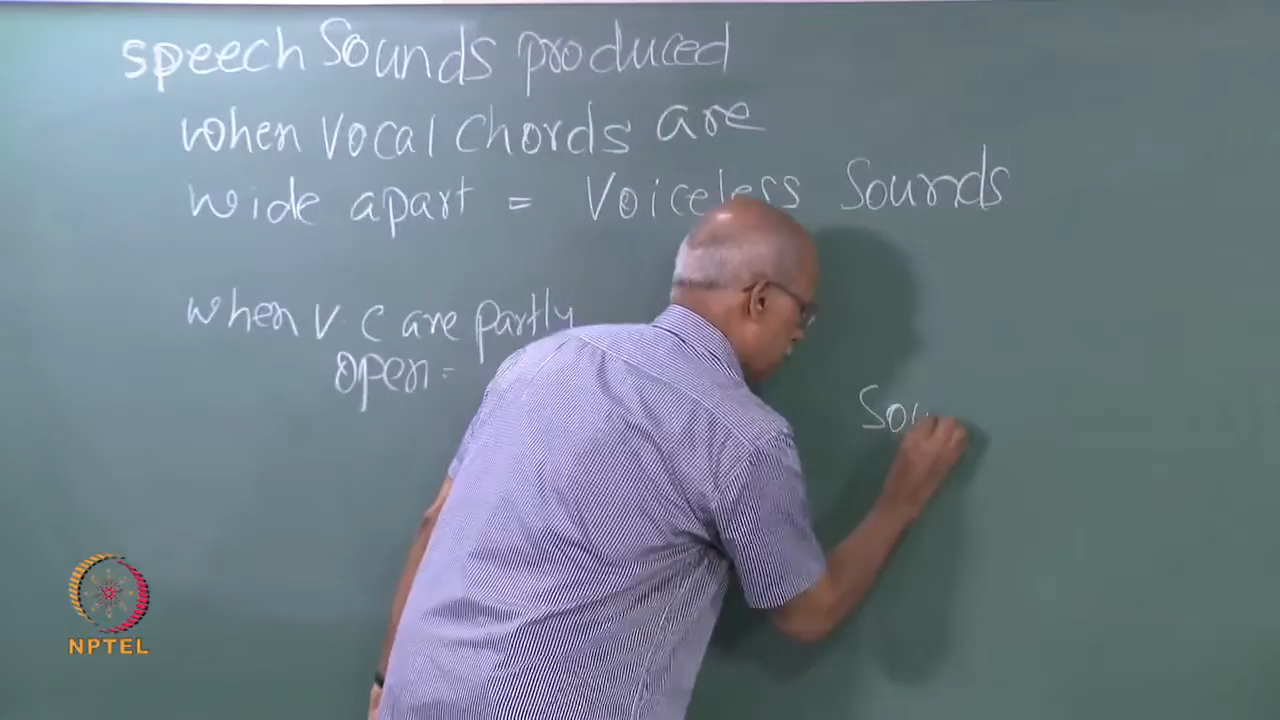 speech Sounds produced
when Vocal Chords are
wide apart = Voiceless Sounds
when V.C are partly
open =
NPTEL